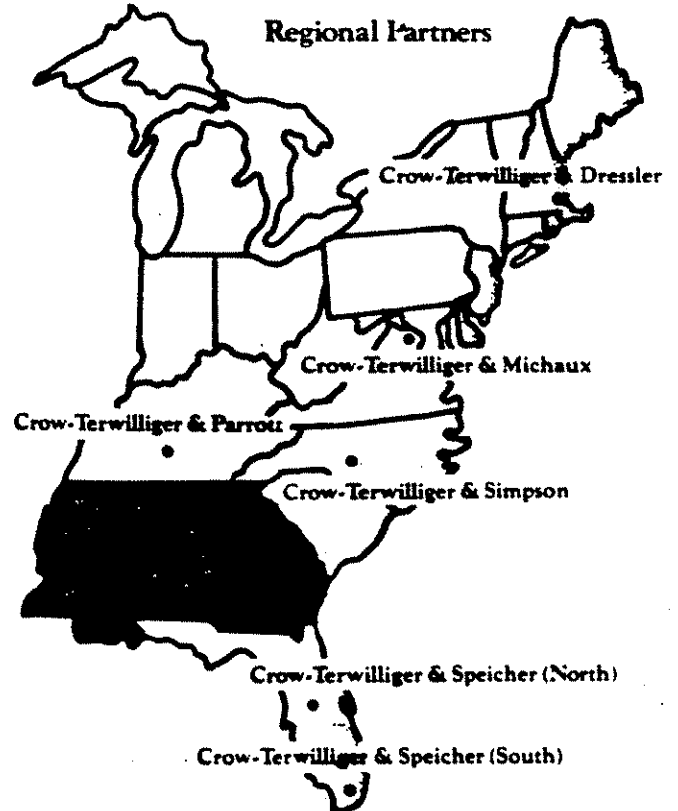 Regional Partners
Crow-Terwilliger & Dressler
Crow-Terwilliger & Michaux
Crow-Terwilliger & Parrott
Crow-Terwilliger & Simpson
Crow-Terwilliger & Speicher (North)
Crow-Terwilliger & Speicher (South)